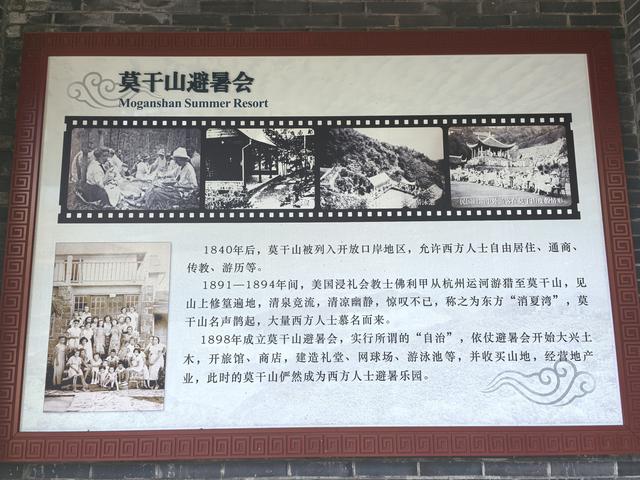 莫干山避暑会
Moganshan Summer Resort
游泳池
1840年后，莫干山被列入开放口岸地区，允许西方人士自由居住、通商、
传教、游历等。
1891—1894年间，美国浸礼会教士佛利甲从杭州运河游猎至莫干山，见
山上修篁遍地，清泉竞流，清凉幽静，惊叹不已，称之为东方“消夏湾”，莫
干山名声鹊起，大量西方人士慕名而来。
1898年成立莫干山避暑会，实行所谓的“自治”，依仗避暑会开始大兴土
木，开旅馆、商店，建造礼堂、网球场、游泳池等，并收买山地，经营地产
业，此时的莫干山俨然成为西方人士避暑乐园。